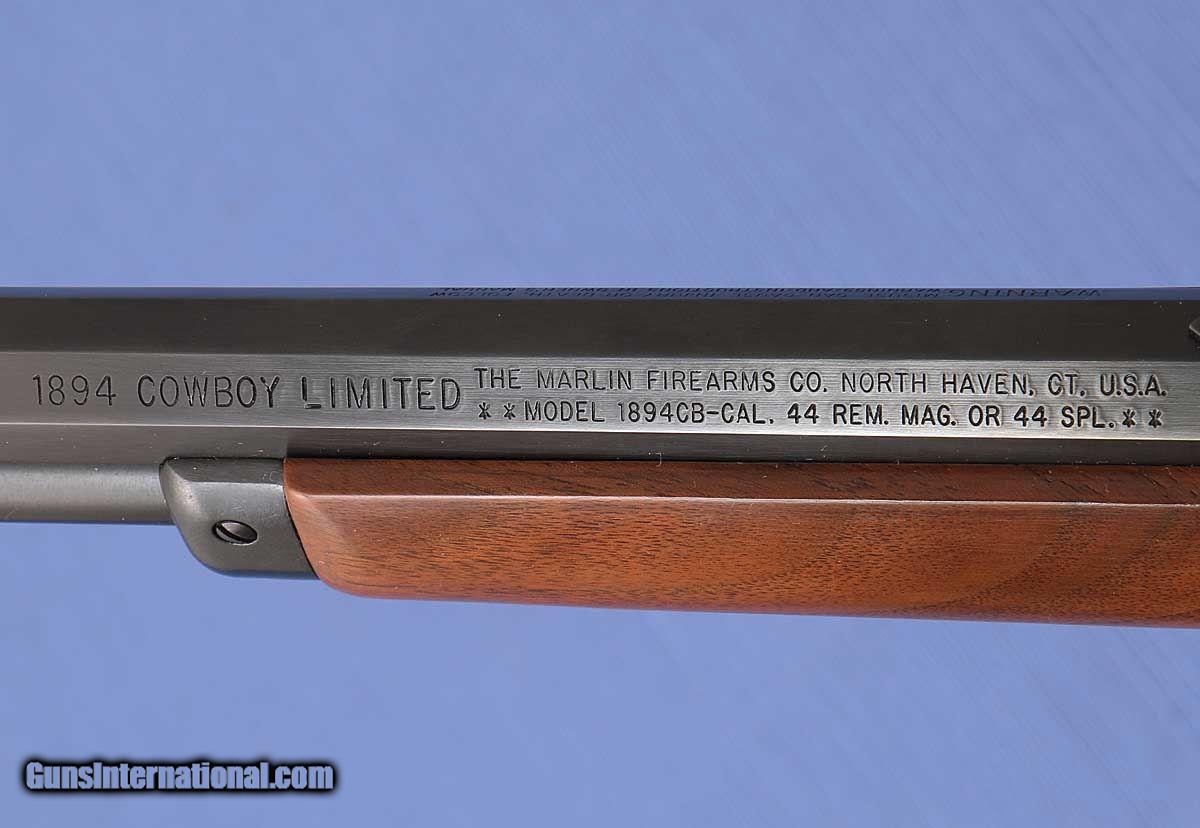 WARNING
1894 COWBOY LIMITED
THE MARLIN FIREARMS CO. NORTH HAVEN, CT. U.S.A.
** MODEL 1894CB-CAL. 44 REM. MAG. OR 44 SPL. **
GunsInternational.com